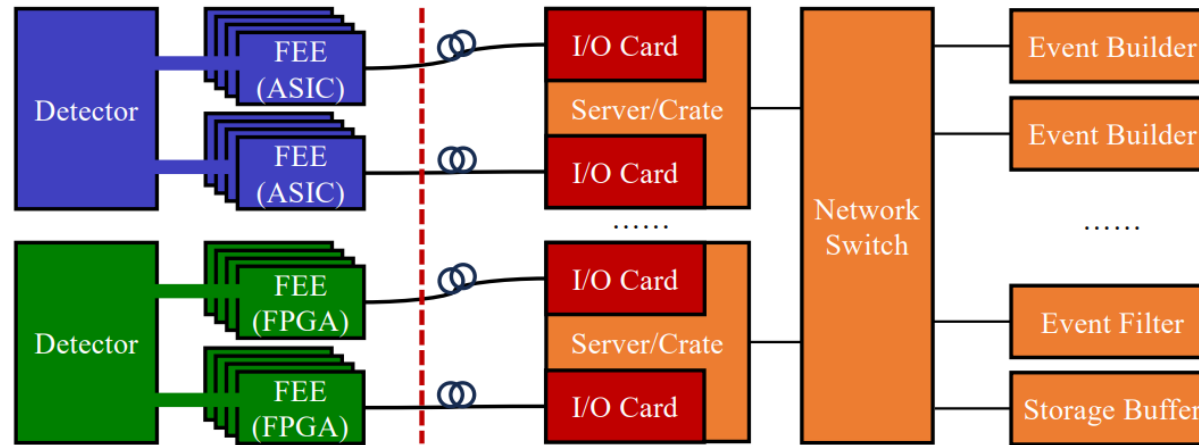 Detector
FEE
(ASIC)
FEE
(ASIC)
I/O Card
Server/Crate
I/O Card
......
Detector
FEE
(FPGA)
FEE
(FPGA)
I/O Card
Server/Crate
I/O Card
Network
Switch
Event Builder
Event Builder
......
Event Filter
Storage Buffer